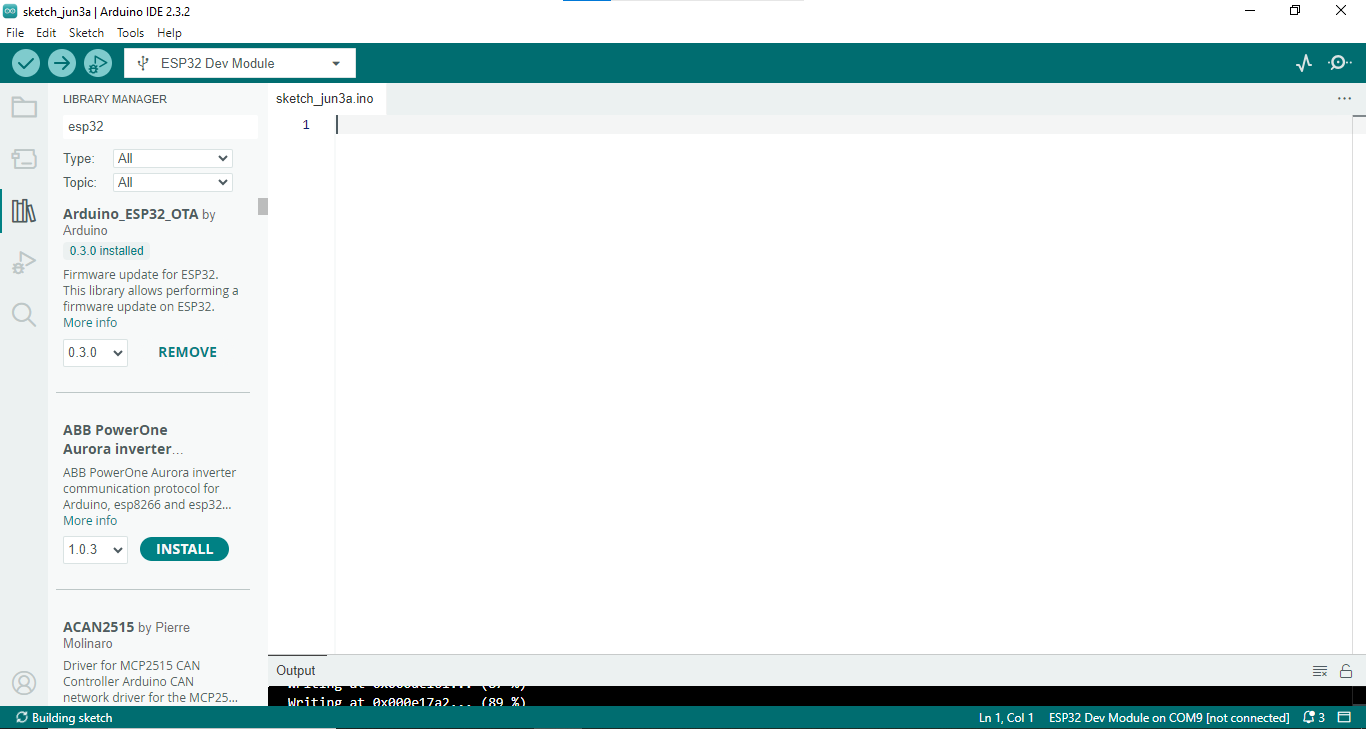 sketch_jun3a | Arduino IDE 2.3.2
File Edit Sketch Tools Help
ESP32 Dev Module
LIBRARY MANAGER
esp32
Type: All
Topic: All
Arduino_ESP32_OTA by
Arduino
0.3.0 installed
Firmware update for ESP32.
This library allows performing a
firmware update on ESP32.
More info
0.3.0 REMOVE
ABB PowerOne
Aurora inverter...
ABB PowerOne Aurora inverter
communication protocol for
Arduino, esp8266 and esp32...
More info
1.0.3 INSTALL
ACAN2515 by Pierre
Molinaro
Driver for MCP2515 CAN
Controller Arduino CAN
network driver for the MCP25...
sketch_jun3a.ino
1
Output
Writing at (87 %)
Writing at 0x000e17a2... (89 %)
Building sketch
Ln 1, Col 1 ESP32 Dev Module on COM9 [not connected] 3